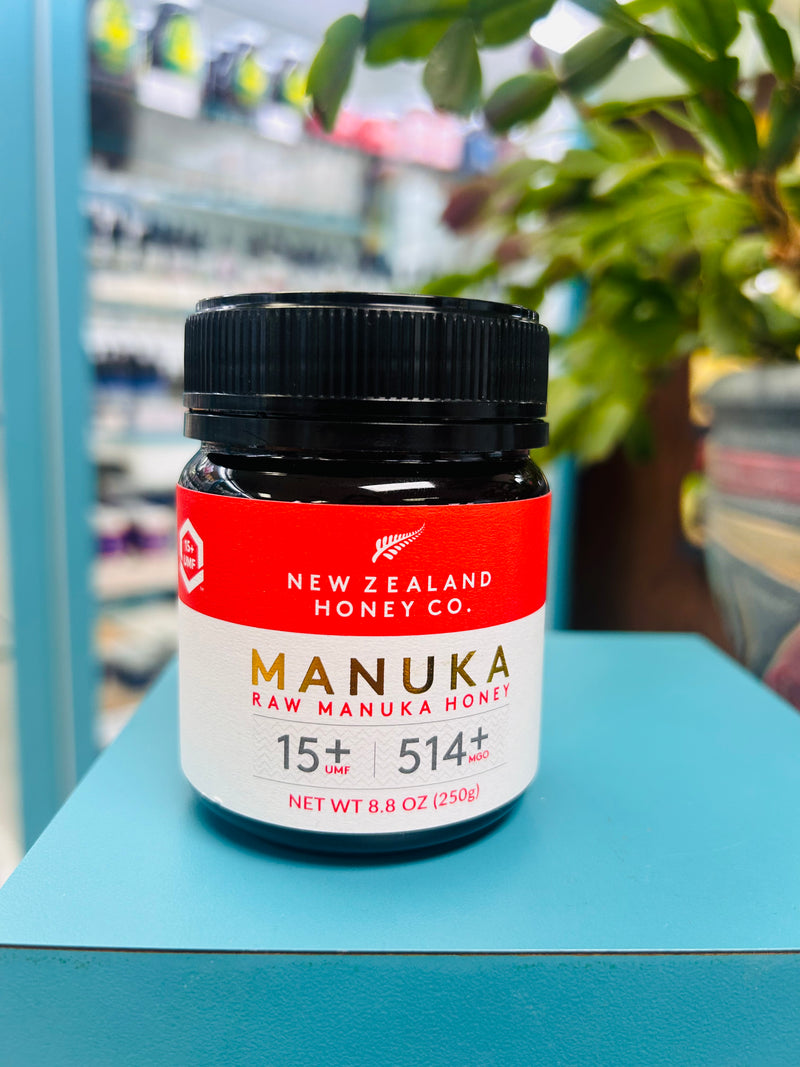 15+
UMF
NEW ZEALAND
HONEY CO.
MANUKA
RAW MANUKA HONEY
15+ UMF | 514+ MGO
NET WT 8.8 OZ (250g)